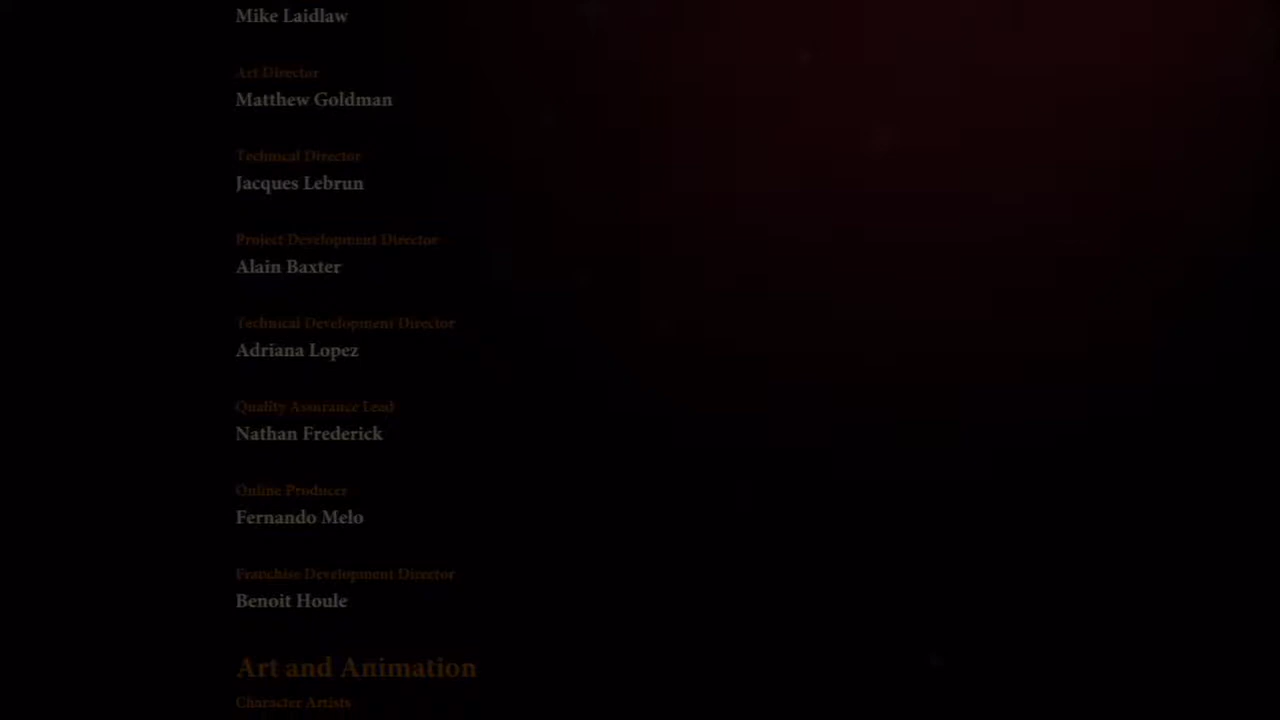 Mike Laidlaw
Art Director
Matthew Goldman
Technical Director
Jacques Lebrun
Project Development Director
Alain Baxter
Technical Development Director
Adriana Lopez
Quality Assurance Lead
Nathan Frederick
Online Producer
Fernando Melo
Franchise Development Director
Benoit Houle
Art and Animation
Character Artists